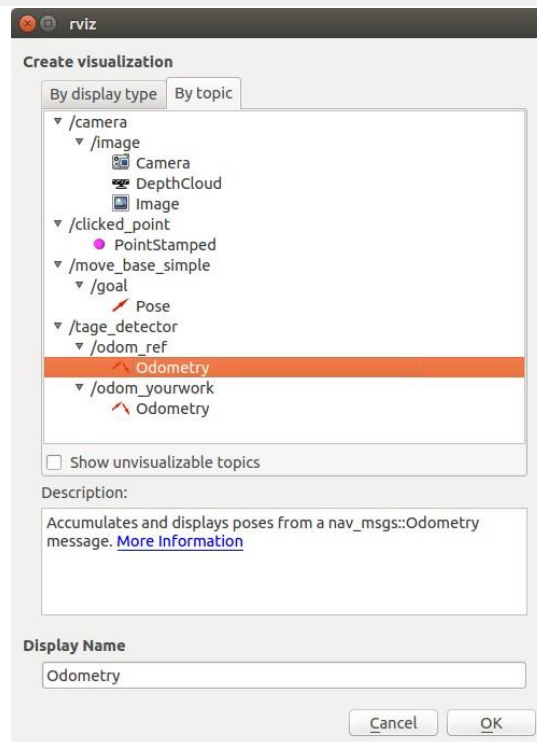 rviz
Create visualization
By display type By topic
/camera
/image
Camera
DepthCloud
Image
/clicked_point
PointStamped
/move_base_simple
/goal
Pose
/tage_detector
/odom_ref
Odometry
/odom_yourwork
Odometry
Show unvisualizable topics
Description:
Accumulates and displays poses from a nav_msgs::Odometry
message. More Information
Display Name
Odometry
Cancel OK